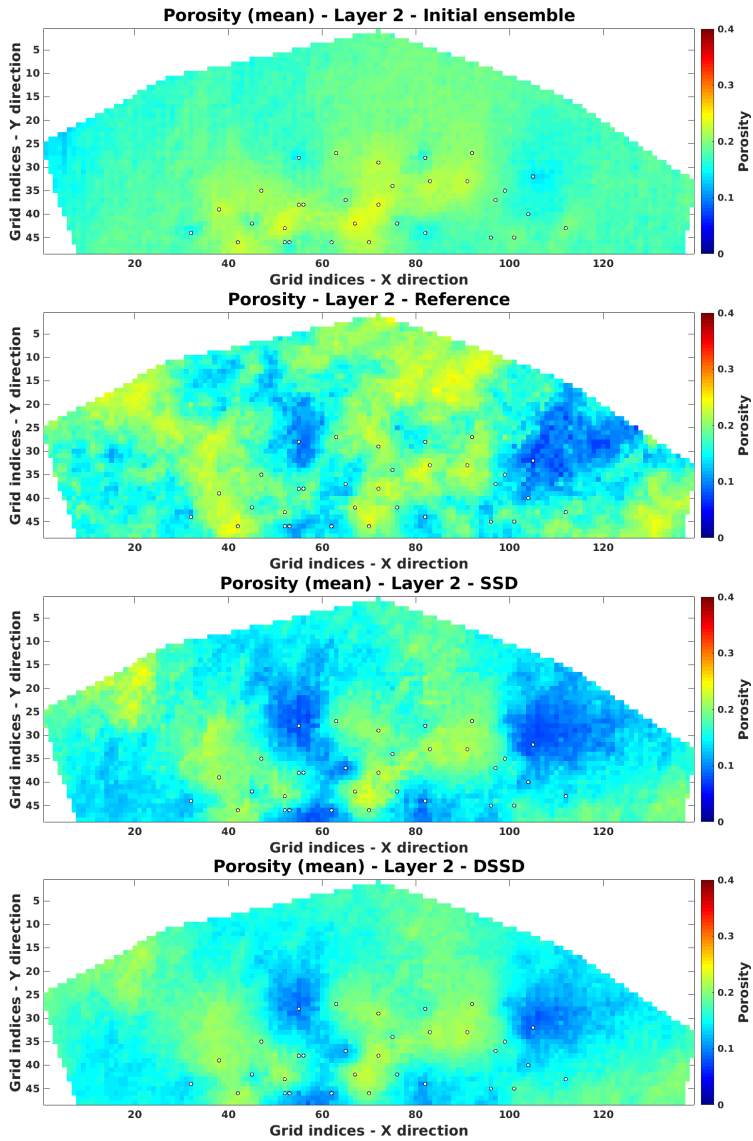 Porosity (mean) - Layer 2 - Initial ensemble
5
10
15
20
25
30
35
40
45
Grid indices - Y direction
20 40 60 80 100 120
Grid indices - X direction
0.4
0.3
0.2
0.1
0
Porosity
Porosity - Layer 2 - Reference
5
10
15
20
25
30
35
40
45
Grid indices - Y direction
20 40 60 80 100 120
Grid indices - X direction
0.4
0.3
0.2
0.1
0
Porosity
Porosity (mean) - Layer 2 - SSD
5
10
15
20
25
30
35
40
45
Grid indices - Y direction
20 40 60 80 100 120
Grid indices - X direction
0.4
0.3
0.2
0.1
0
Porosity
Porosity (mean) - Layer 2 - DSSD
5
10
15
20
25
30
35
40
45
Grid indices - Y direction
20 40 60 80 100 120
Grid indices - X direction
0.4
0.3
0.2
0.1
0
Porosity